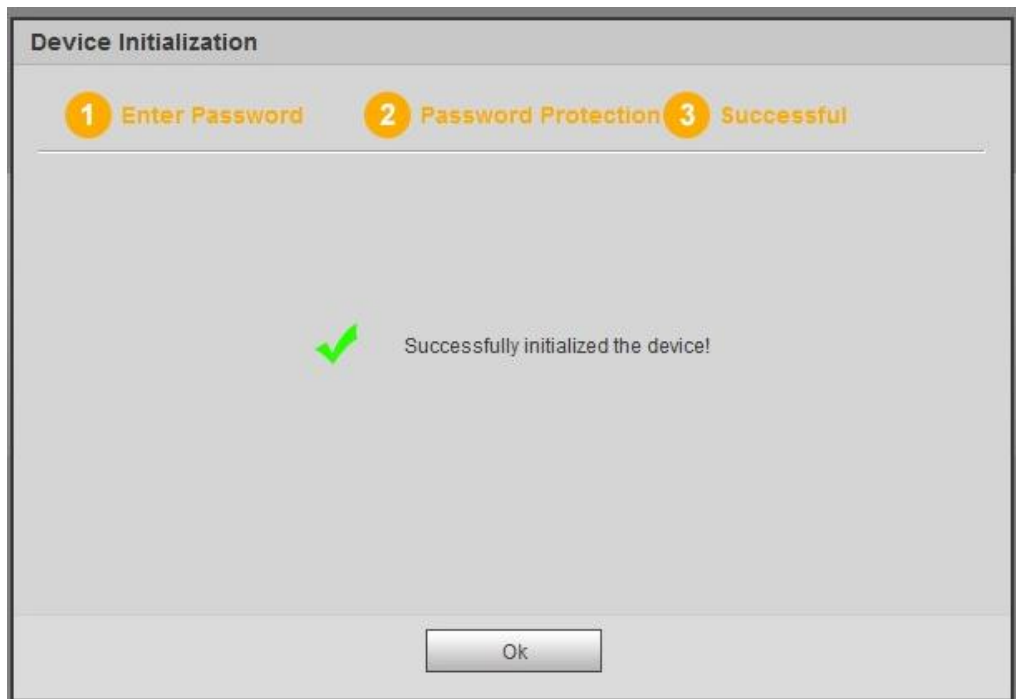 Device Initialization
1 Enter Password 2 Password Protection 3 Successful
Successfully initialized the device!
Ok